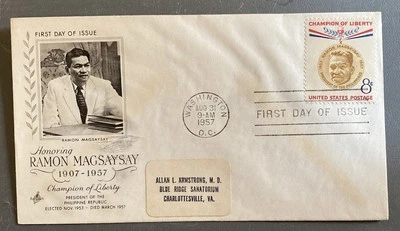 FIRST DAY OF ISSUE
RAMON MAGSAYSAY
Honoring
RAMON MAGSAYSAY
1907-1957
Champion of Liberty
PRESIDENT OF THE
PHILIPPINE REPUBLIC
ELECTED NOV. 1953 - DIED MARCH 1957
WASHINGTON
AUG 31
9-AM
1957
D.C.
CHAMPION OF LIBERTY
RAMON MAGSAYSAY
8¢
UNITED STATES POSTAGE
FIRST DAY OF ISSUE
ALLAN I. ARMSTRONG, M. D.
BLUE RIDGE SANATORIUM
CHARLOTTESVILLE, VA.